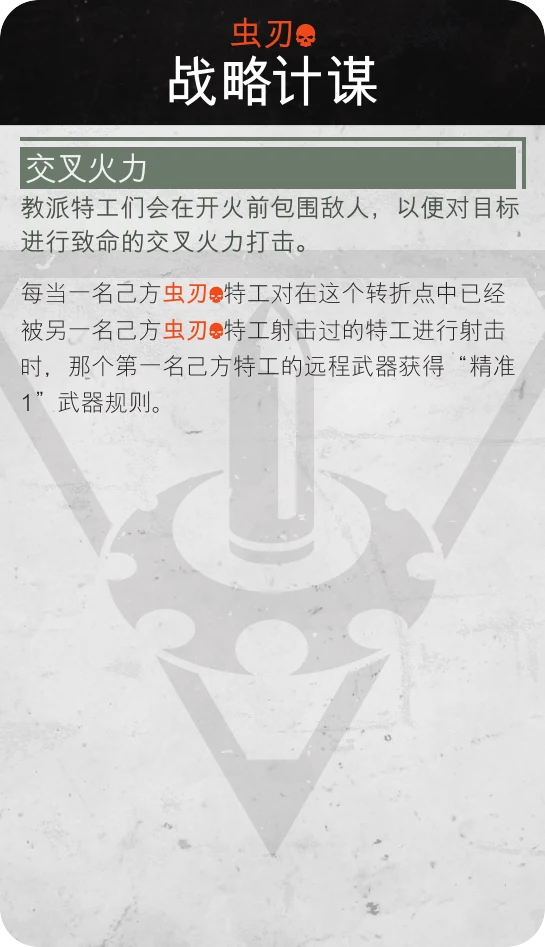 虫刃
战略计谋
交叉火力
教派特工们会在开火前包围敌人，以便对目标
进行致命的交叉火力打击。
每当一名己方虫刃特工对在这个转折点中已经
被另一名己方虫刃特工射击过的特工进行射击
时，那个第一名己方特工的远程武器获得“精准
1”武器规则。